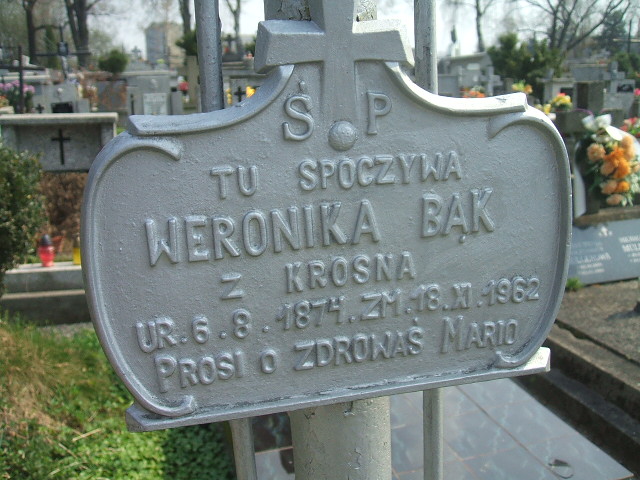 Ś P
TU SPOCZYWA
WERONIKA BĄK
Z KROSNA
UR. 6. 8. 1874. ZM. 18. XI. 1962
PROSI O ZDROWAŚ MARIO